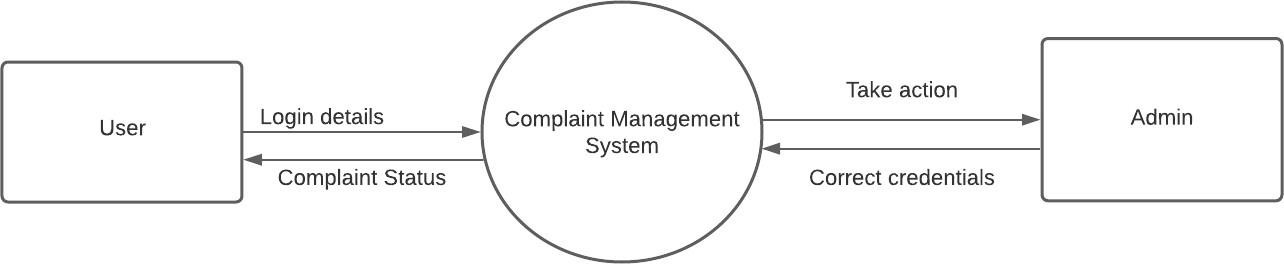 User
Login details
Complaint Status
Complaint Management
System
Take action
Correct credentials
Admin